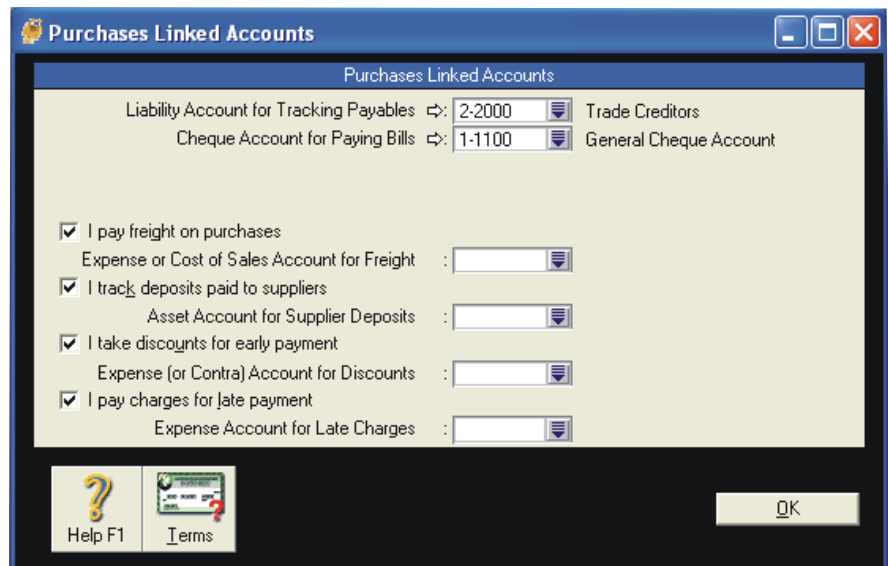 Purchases Linked Accounts
Purchases Linked Accounts
Liability Account for Tracking Payables ⇨: 2-2000 Trade Creditors
Cheque Account for Paying Bills ⇨: 1-1100 General Cheque Account
I pay freight on purchases
Expense or Cost of Sales Account for Freight :
I track deposits paid to suppliers
Asset Account for Supplier Deposits :
I take discounts for early payment
Expense (or Contra) Account for Discounts :
I pay charges for late payment
Expense Account for Late Charges :
Help F1 Terms OK